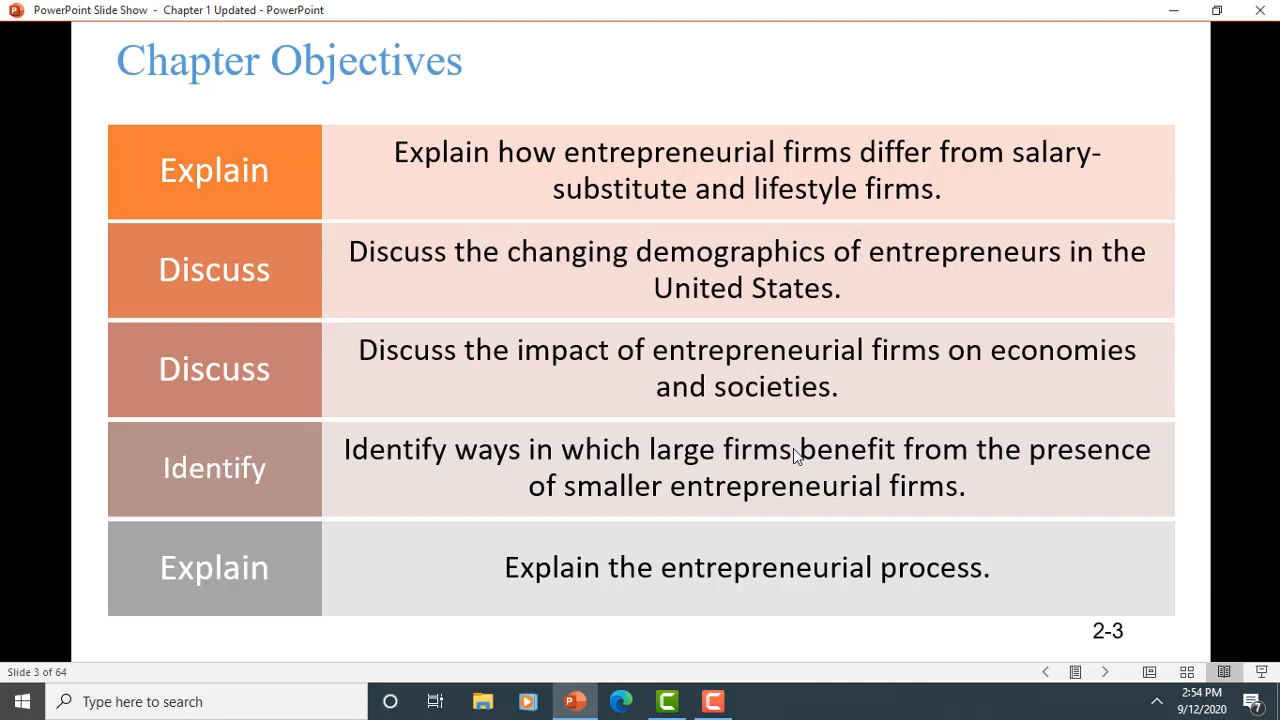 PowerPoint Slide Show - Chapter 1 Updated - PowerPoint
Chapter Objectives
Explain
Explain how entrepreneurial firms differ from salary-
substitute and lifestyle firms.
Discuss
Discuss the changing demographics of entrepreneurs in the
United States.
Discuss
Discuss the impact of entrepreneurial firms on economies
and societies.
Identify
Identify ways in which large firms benefit from the presence
of smaller entrepreneurial firms.
Explain
Explain the entrepreneurial process.
2-3
Slide 3 of 64
Type here to search
2:54 PM
9/12/2020
7